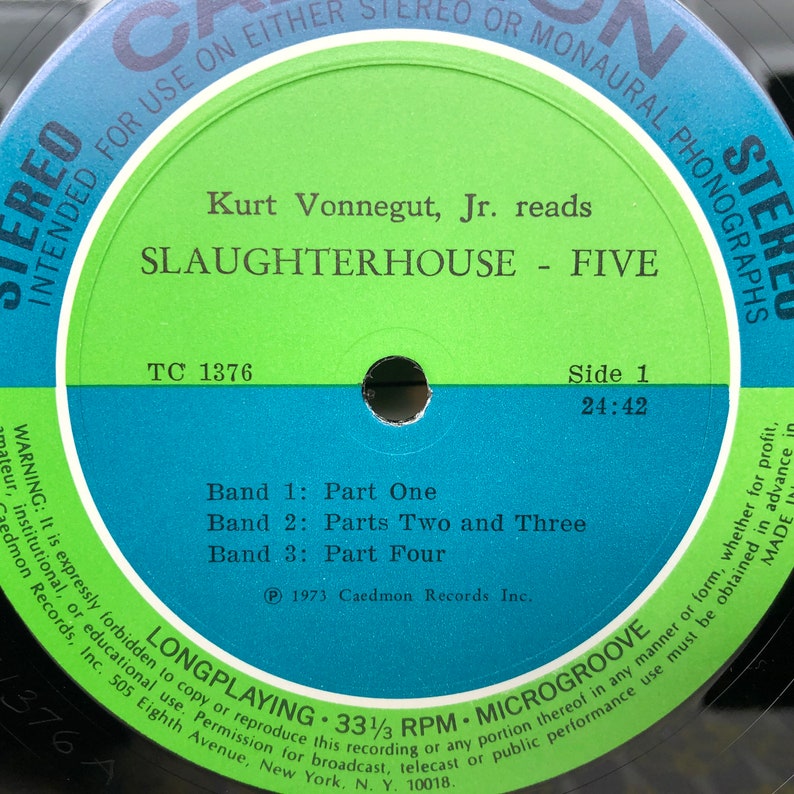 CAEDMON
INTENDED FOR USE ON EITHER STEREO OR MONAURAL PHONOGRAPHS
STEREO
STEREO
Kurt Vonnegut, Jr. reads
SLAUGHTERHOUSE - FIVE
TC 1376
Side 1
24:42
Band 1: Part One
Band 2: Parts Two and Three
Band 3: Part Four
℗ 1973 Caedmon Records Inc.
LONGPLAYING · 33 1/3 RPM · MICROGROOVE
WARNING: It is expressly forbidden to copy or reproduce this recording or any portion thereof in any manner or form, whether for profit,
amateur, institutional, or educational use. Permission for broadcast, telecast or public performance use must be obtained in advance
Caedmon Records, Inc. 505 Eighth Avenue, New York, N. Y. 10018.
MADE IN
1376 A